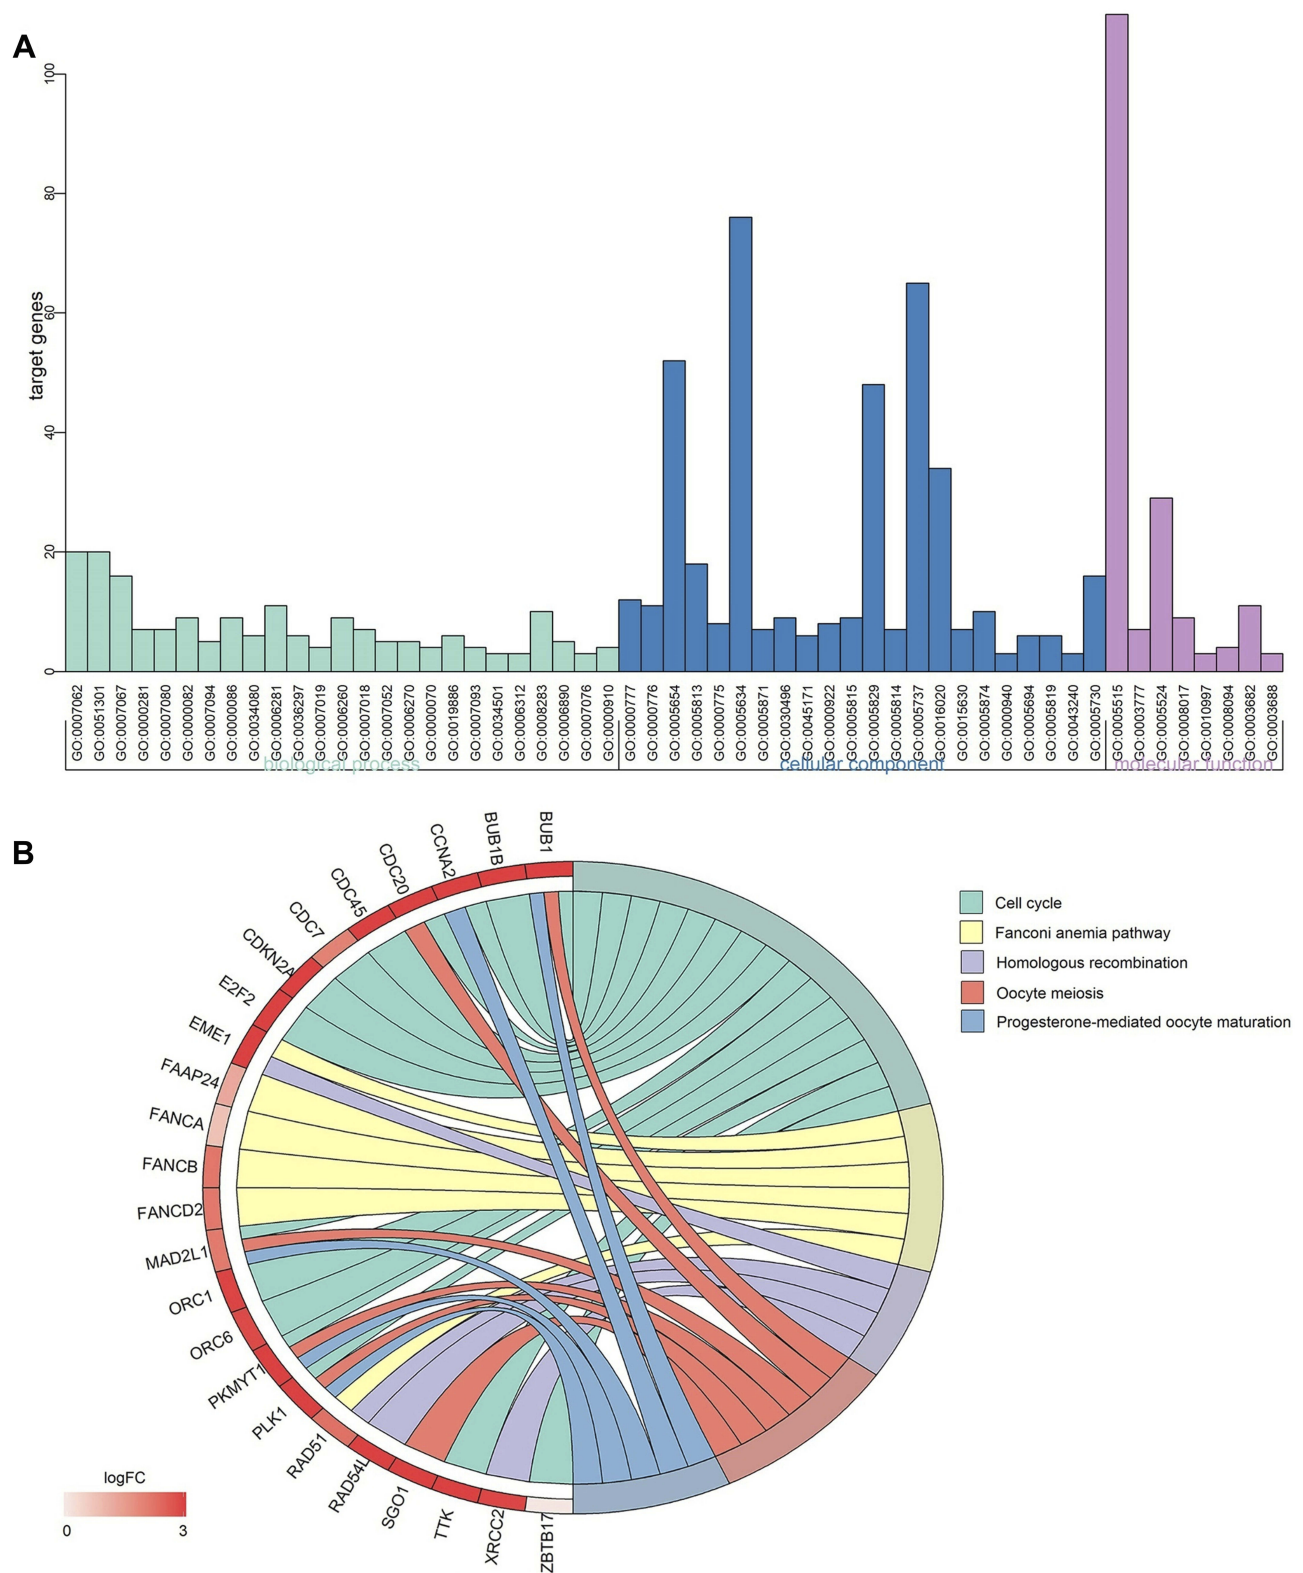 A
target genes
100
80
60
40
20
0
GO:0007062
GO:0051301
GO:0007067
GO:0000281
GO:0007080
GO:0000082
GO:0007094
GO:0000086
GO:0034080
GO:0006281
GO:0036297
GO:0007019
GO:0006260
GO:0007018
GO:0007052
GO:0006270
GO:0000070
GO:0019886
GO:0007093
GO:0034501
GO:0006312
GO:0008283
GO:0006890
GO:0007076
GO:0000910
GO:0000777
GO:0000776
GO:0005654
GO:0005813
GO:0000775
GO:0005634
GO:0005871
GO:0030496
GO:0045171
GO:0000922
GO:0005815
GO:0005829
GO:0005814
GO:0005737
GO:0016020
GO:0015630
GO:0005874
GO:0000940
GO:0005694
GO:0005819
GO:0043240
GO:0005730
GO:0005515
GO:0003777
GO:0005524
GO:0008017
GO:0010997
GO:0008094
GO:0003682
GO:0003688
biological process
cellular component
molecular function
B
BUB1
BUB1B
CCNA2
CDC20
CDC45
CDC7
CDKN2A
E2F2
EME1
FAAP24
FANCA
FANCB
FANCD2
MAD2L1
ORC1
ORC6
PKMYT1
PLK1
RAD51
RAD54L
SGO1
TTK
XRCC2
ZBTB17
Cell cycle
Fanconi anemia pathway
Homologous recombination
Oocyte meiosis
Progesterone-mediated oocyte maturation
logFC
0
3